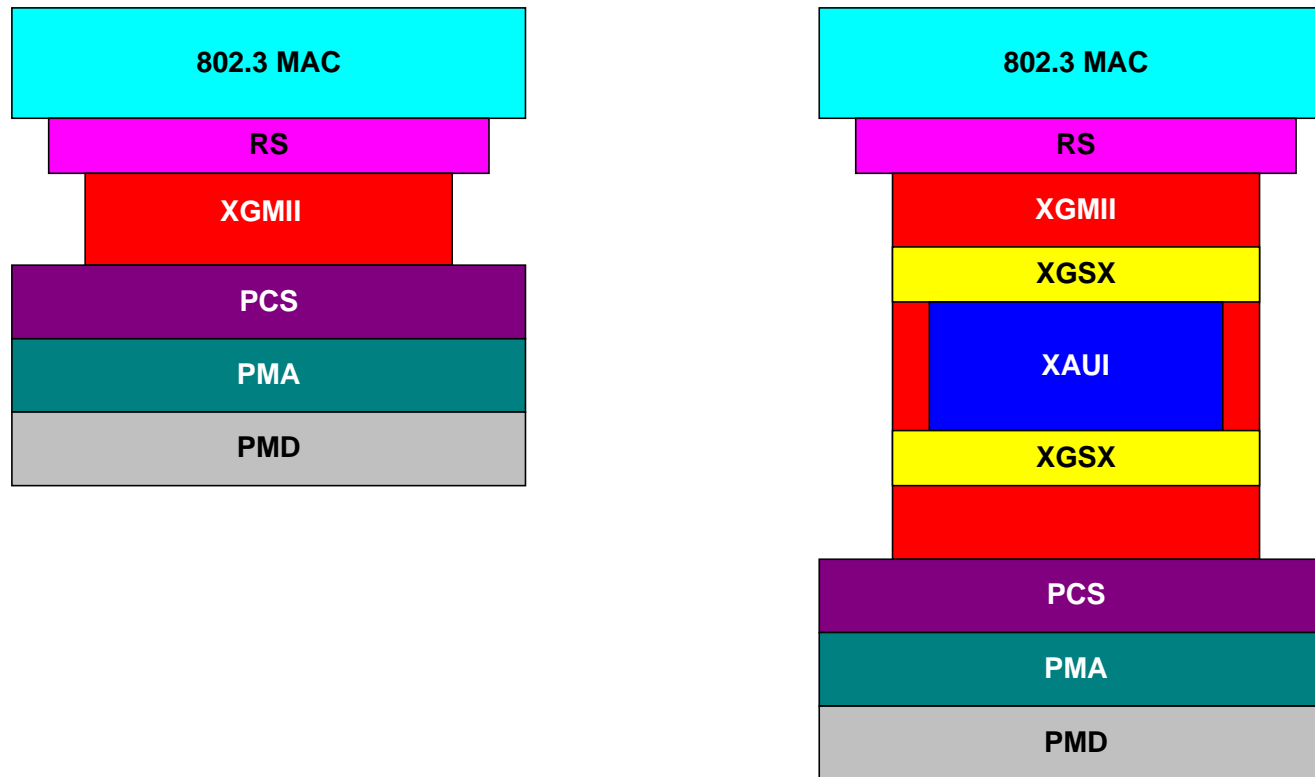 802.3 MAC
RS
XGMII
PCS
PMA
PMD
802.3 MAC
RS
XGMII
XGSX
XAUI
XGSX
PCS
PMA
PMD